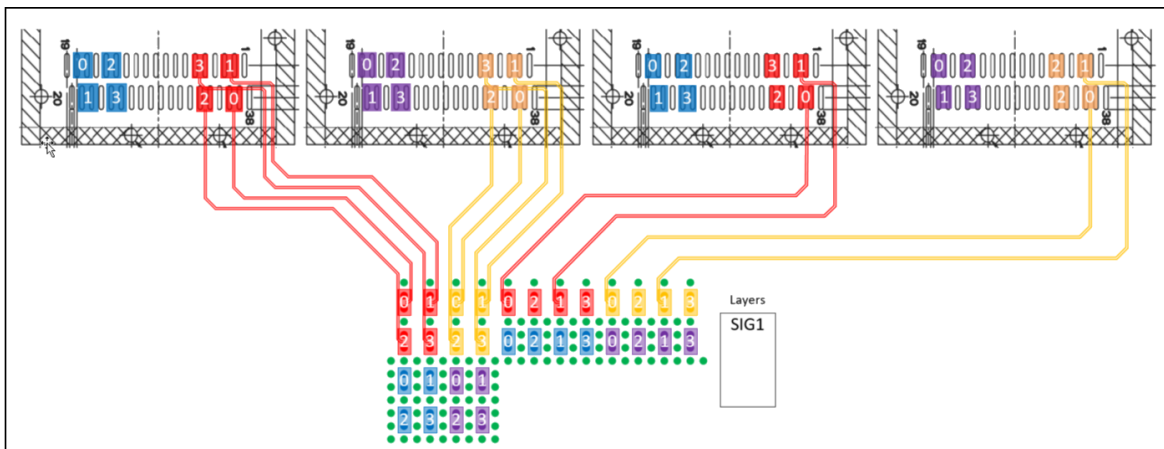 19 0 2 3 1 1 19 0 2 3 1 1 19 0 2 3 1 1 19 0 2 2 1 1
20 1 3 2 0 38 20 1 3 2 0 38 20 1 3 2 0 38 20 1 3 2 0 38
0 1 0 1 0 2 1 3 0 2 1 3 Layers
2 3 2 3 0 2 1 3 0 2 1 3 SIG1
0 1 0 1
2 3 2 3